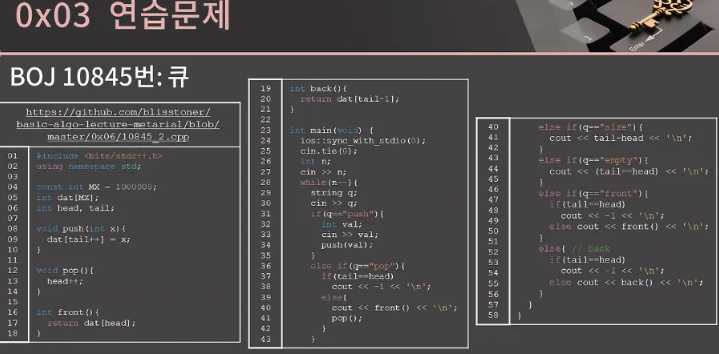 0x03 연습문제
BOJ 10845번: 큐
https://github.com/blisstoner/
basic-algo-lecture-metarial/blob/
master/0x06/10845_2.cpp
01 #include <bits/stdc++.h>
02 using namespace std;
03
04 const int MX = 1000005;
05 int dat[MX];
06 int head, tail;
07
08 void push(int x){
09 dat[tail++] = x;
10 }
11
12 void pop(){
13 head++;
14 }
15
16 int front(){
17 return dat[head];
18 }
19 int back(){
20 return dat[tail-1];
21 }
22
23 int main(void) {
24 ios::sync_with_stdio(0);
25 cin.tie(0);
26 int n;
27 cin >> n;
28 while(n--){
29 string q;
30 cin >> q;
31 if(q=="push"){
32 int val;
33 cin >> val;
34 push(val);
35 }
36 else if(q=="pop"){
37 if(tail==head)
38 cout << -1 << '\n';
39 else{
40 cout << front() << '\n';
41 pop();
42 }
43 }
40 else if(q=="size"){
41 cout << tail-head << '\n';
42 }
43 else if(q=="empty"){
44 cout << (tail==head) << '\n';
45 }
46 else if(q=="front"){
47 if(tail==head)
48 cout << -1 << '\n';
49 else cout << front() << '\n';
50 }
51 else{ // back
52 if(tail==head)
53 cout << -1 << '\n';
54 else cout << back() << '\n';
55
56 }
57 }
58 }
Enter